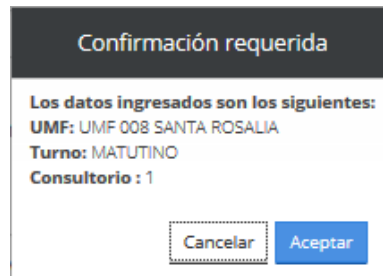 Confirmación requerida
Los datos ingresados son los siguientes:
UMF: UMF 008 SANTA ROSALIA
Turno: MATUTINO
Consultorio : 1
Cancelar Aceptar